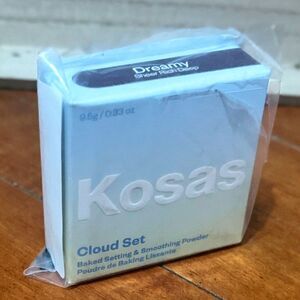 Dreamy
Sheer Rich Deep
9.5g / 0.33 oz
Kosas
Cloud Set
Baked Setting & Smoothing Powder
Poudre de Baking Lissante